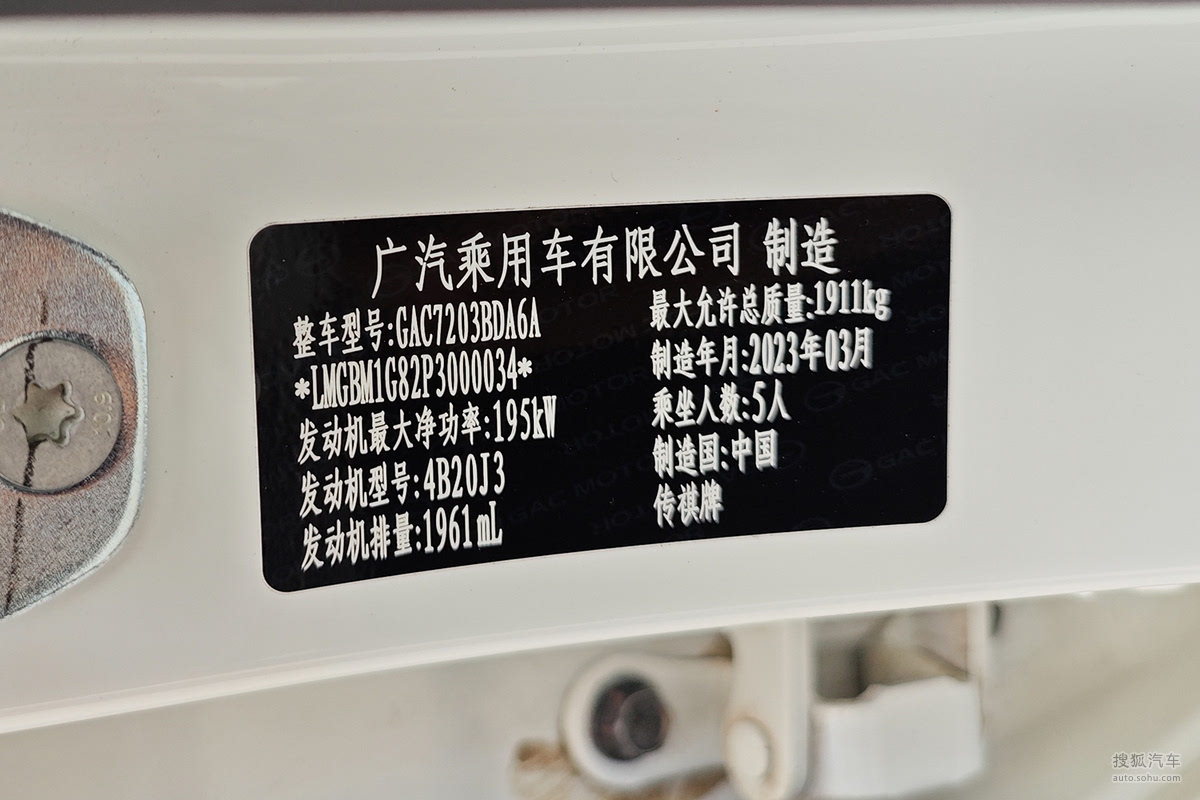 广汽乘用车有限公司 制造
整车型号:GAC7203BDA6A
*LMGBM1G82P3000034*
发动机最大净功率:195kW
发动机型号:4B20J3
发动机排量:1961mL
最大允许总质量:1911kg
制造年月:2023年03月
乘坐人数:5人
制造国:中国
传祺牌
GAC MOTOR
搜狐汽车
auto.sohu.com